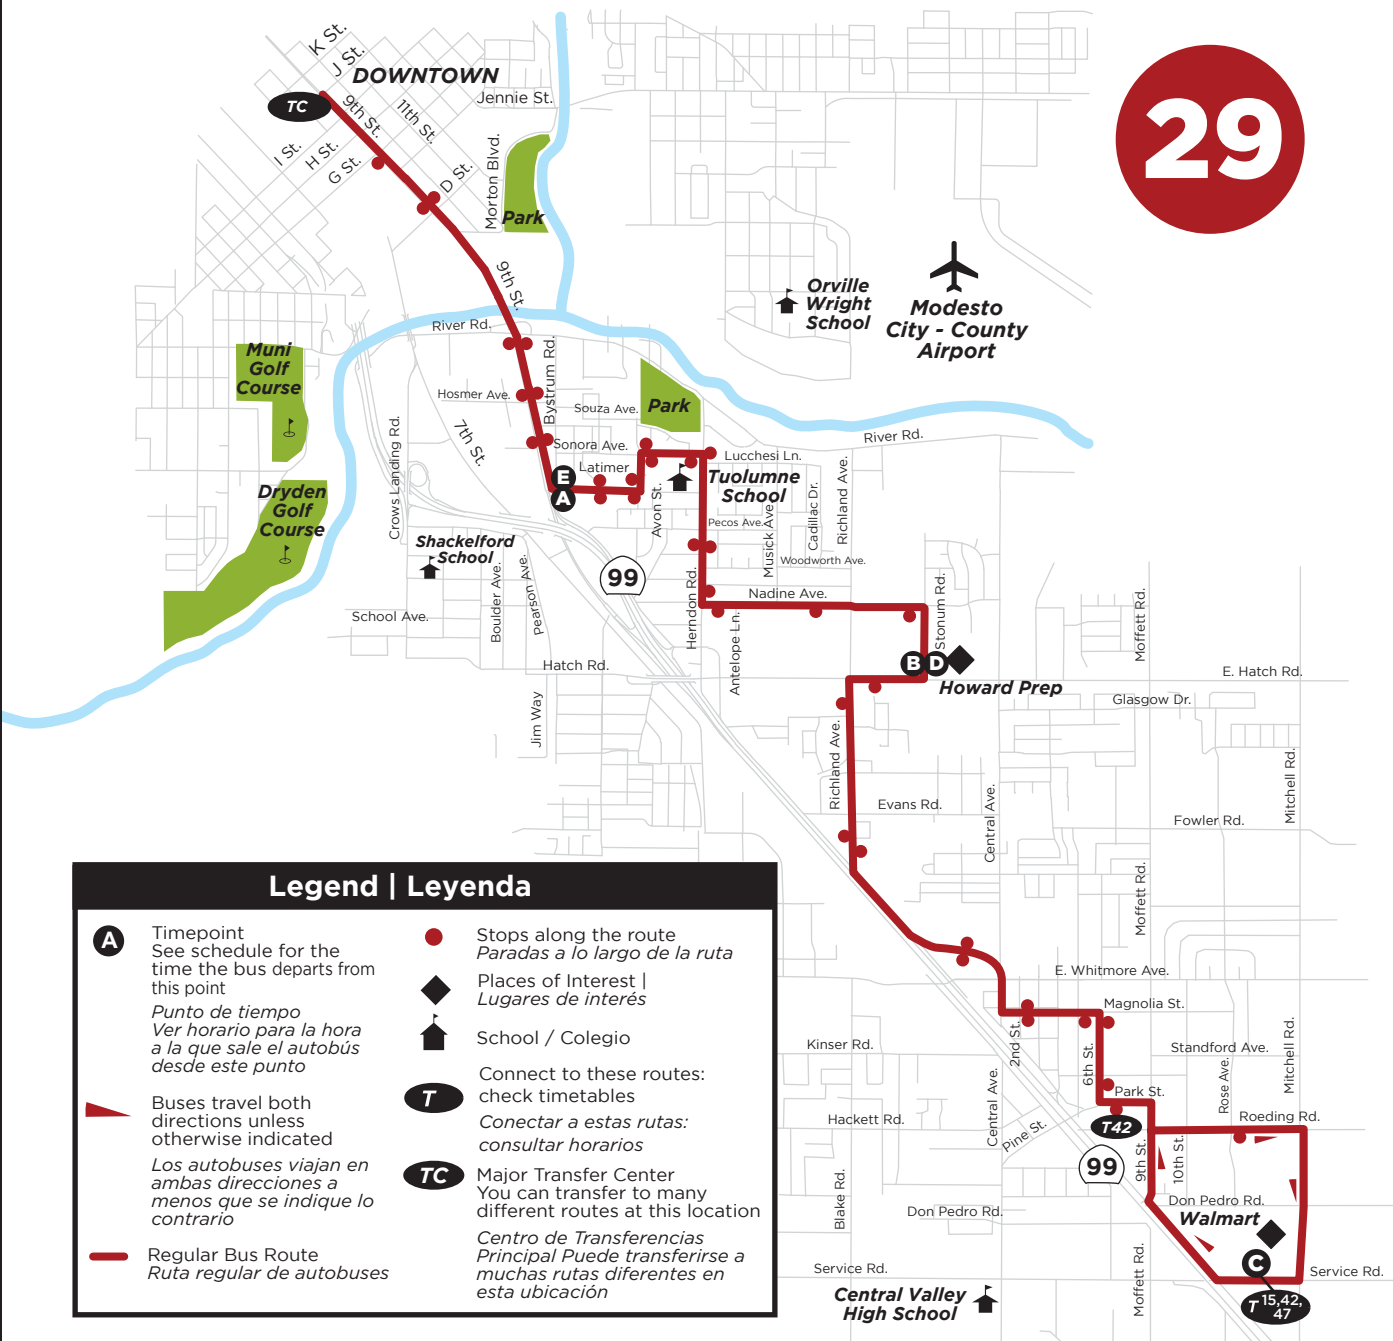 K St.
J St.
DOWNTOWN
TC
9th St.
11th St.
Jennie St.
I St.
H St.
G St.
D St.
Morton Blvd.
Park
29
9th St.
Orville
Wright
School
Modesto
City - County
Airport
River Rd.
Bystrum Rd.
Muni
Golf
Course
Hosmer Ave.
Souza Ave.
Park
River Rd.
7th St.
Sonora Ave.
Latimer
Lucchesi Ln.
Crows Landing Rd.
E
A
Tuolumne
School
Dryden
Golf
Course
Avon St.
Pecos Ave.
Musick Ave.
Cadillac Dr.
Richland Ave.
Shackelford
School
Woodworth Ave.
99
Boulder Ave.
Pearson Ave.
Herndon Rd.
Nadine Ave.
Stonum Rd.
Moffett Rd.
School Ave.
Antelope Ln.
Hatch Rd.
B
D
Howard Prep
E. Hatch Rd.
Glasgow Dr.
Jim Way
Richland Ave.
Evans Rd.
Central Ave.
Fowler Rd.
Mitchell Rd.
Moffett Rd.
E. Whitmore Ave.
Magnolia St.
Kinser Rd.
2nd St.
6th St.
Standford Ave.
Mitchell Rd.
Rose Ave.
Park St.
Hackett Rd.
Central Ave.
Pine St.
T42
Roeding Rd.
99
9th St.
10th St.
Blake Rd.
Don Pedro Rd.
Don Pedro Rd.
Walmart
C
Service Rd.
Service Rd.
Moffett Rd.
Central Valley
High School
T 15,42,
47
Legend | Leyenda
A
Timepoint
See schedule for the
time the bus departs from
this point
Punto de tiempo
Ver horario para la hora
a la que sale el autobús
desde este punto
Buses travel both
directions unless
otherwise indicated
Los autobuses viajan en
ambas direcciones a
menos que se indique lo
contrario
Regular Bus Route
Ruta regular de autobuses
Stops along the route
Paradas a lo largo de la ruta
Places of Interest |
Lugares de interés
School / Colegio
T
Connect to these routes:
check timetables
Conectar a estas rutas:
consultar horarios
TC
Major Transfer Center
You can transfer to many
different routes at this location
Centro de Transferencias
Principal Puede transferirse a
muchas rutas diferentes en
esta ubicación